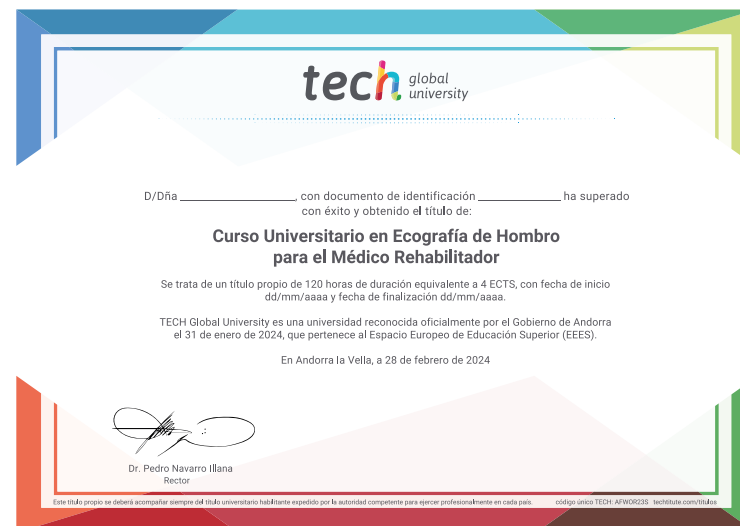 tech global university
D/Dña ____________, con documento de identificación ____________ ha superado
con éxito y obtenido el título de:
Curso Universitario en Ecografía de Hombro
para el Médico Rehabilitador
Se trata de un título propio de 120 horas de duración equivalente a 4 ECTS, con fecha de inicio
dd/mm/aaaa y fecha de finalización dd/mm/aaaa.
TECH Global University es una universidad reconocida oficialmente por el Gobierno de Andorra
el 31 de enero de 2024, que pertenece al Espacio Europeo de Educación Superior (EEES).
En Andorra la Vella, a 28 de febrero de 2024
Dr. Pedro Navarro Illana
Rector
Este título propio se deberá acompañar siempre del título universitario habilitante expedido por la autoridad competente para ejercer profesionalmente en cada país. código único TECH: AFWOR23S techtitute.com/titulos